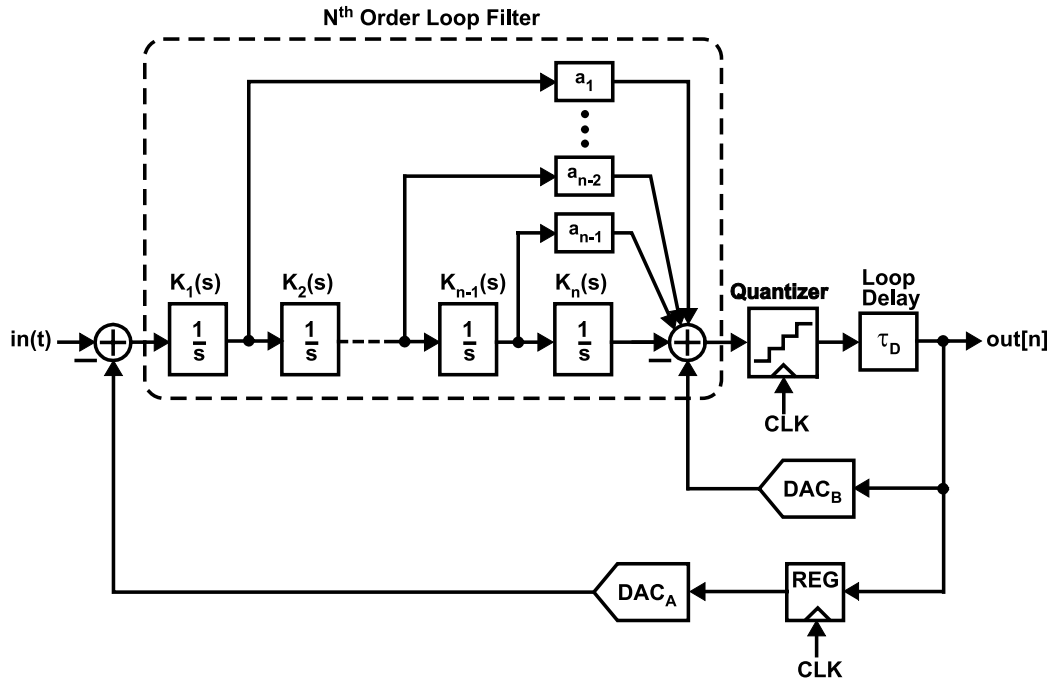 Nth Order Loop Filter
a1
an-2
an-1
K1(s)
K2(s)
Kn-1(s)
Kn(s)
Quantizer
Loop
Delay
in(t)
1
s
1
s
1
s
1
s
τD
out[n]
CLK
DACB
DACA
REG
CLK